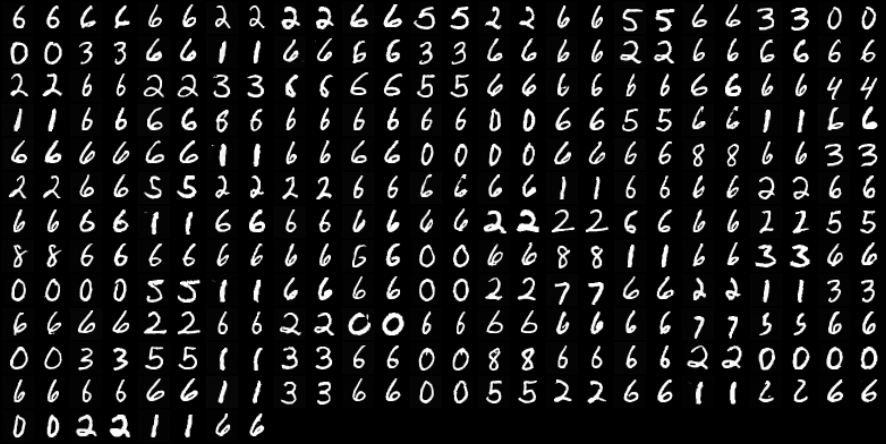 6 6 6 6 6 6 2 2 2 2 6 6 5 5 2 2 6 6 5 5 6 6 3 3 0 0
0 0 3 3 6 6 1 1 6 6 6 6 3 3 6 6 6 6 2 2 6 6 6 6 6 6
2 2 6 6 2 2 3 3 8 6 6 6 5 5 6 6 6 6 6 6 6 6 6 6 4 4
1 1 6 6 6 6 8 6 6 6 6 6 6 6 0 0 6 6 5 5 6 6 1 1 6 6
6 6 6 6 6 6 1 1 6 6 6 6 0 0 0 0 6 6 6 6 8 8 6 6 3 3
2 2 6 6 5 5 2 2 2 2 6 6 6 6 6 6 1 1 6 6 6 6 2 2 6 6
6 6 6 6 1 1 6 6 6 6 6 6 6 6 2 2 2 2 6 6 6 6 2 2 5 5
8 8 6 6 6 6 6 6 6 6 6 6 0 0 6 6 8 8 1 1 6 6 3 3 6 6
0 0 0 0 5 5 1 1 6 6 6 6 0 0 2 2 7 7 6 6 2 2 1 1 3 3
6 6 6 6 2 2 6 6 2 2 0 0 6 6 6 6 6 6 6 6 7 7 5 5 6 6
0 0 3 3 5 5 1 1 3 3 6 6 0 0 8 8 6 6 6 6 2 2 0 0 0 0
6 6 6 6 6 6 1 1 3 3 6 6 0 0 5 5 2 2 6 6 1 1 2 2 6 6
0 0 2 2 1 1 6 6